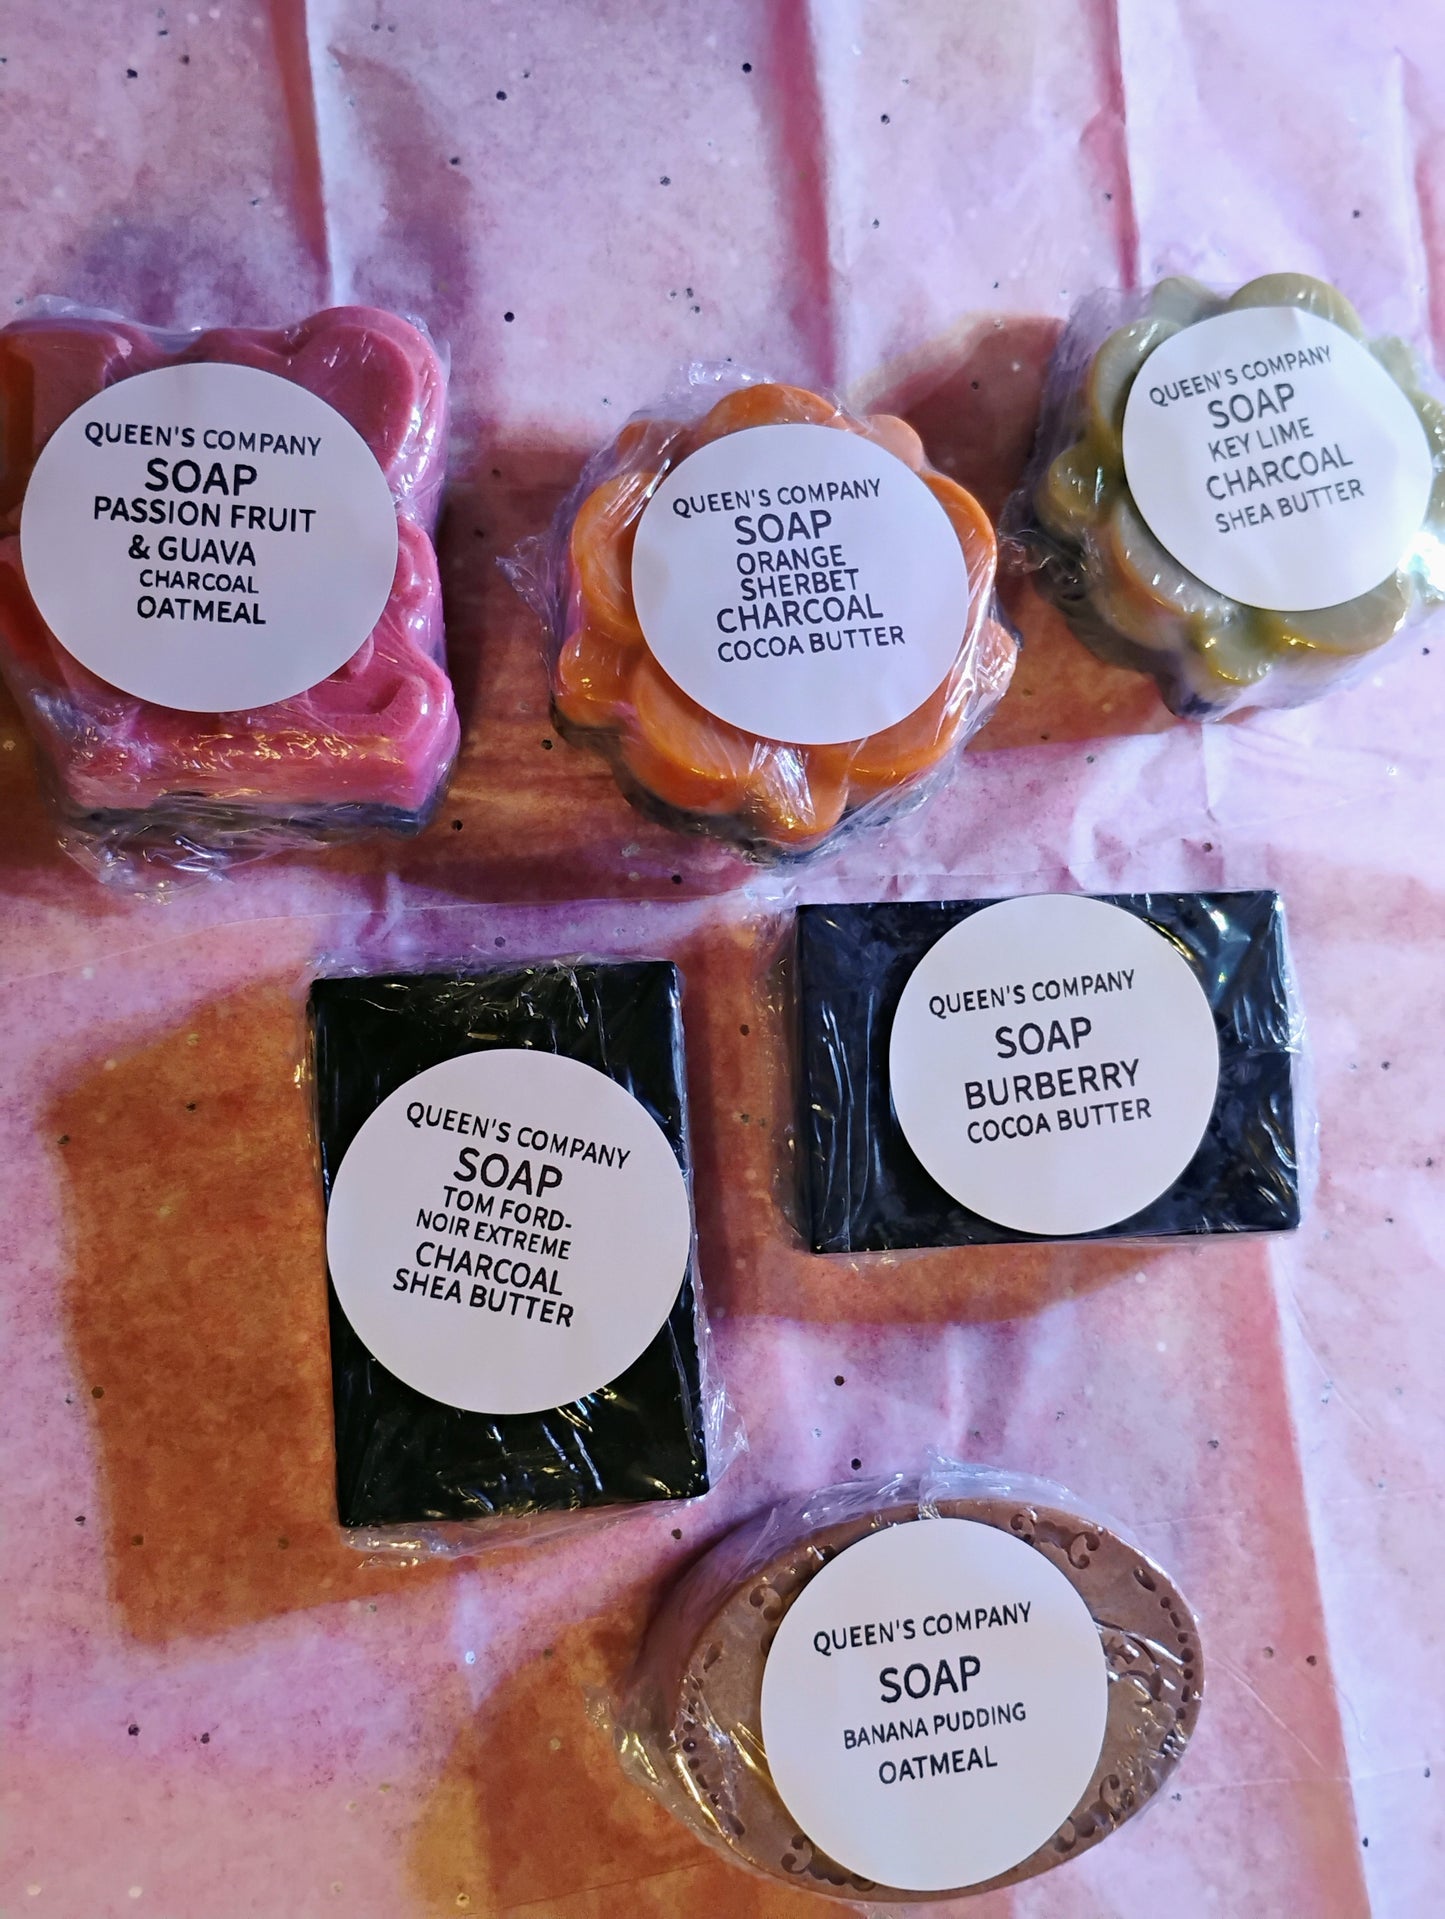 QUEEN'S COMPANY
SOAP
PASSION FRUIT
& GUAVA
CHARCOAL
OATMEAL
QUEEN'S COMPANY
SOAP
ORANGE
SHERBET
CHARCOAL
COCOA BUTTER
QUEEN'S COMPANY
SOAP
KEY LIME
CHARCOAL
SHEA BUTTER
QUEEN'S COMPANY
SOAP
TOM FORD-
NOIR EXTREME
CHARCOAL
SHEA BUTTER
QUEEN'S COMPANY
SOAP
BURBERRY
COCOA BUTTER
QUEEN'S COMPANY
SOAP
BANANA PUDDING
OATMEAL